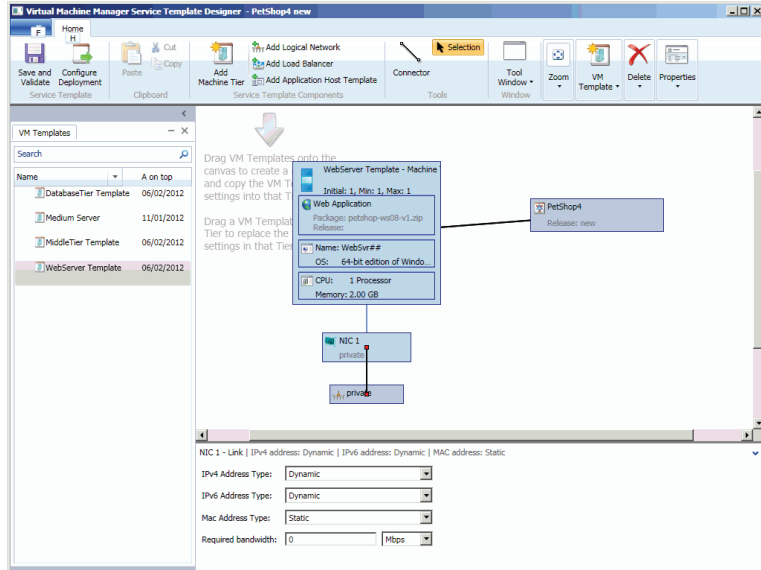 Virtual Machine Manager Service Template Designer - PetShop4 new
F
Home
H
Save and Validate
Configure Deployment
Service Template
Paste
Cut
Copy
Clipboard
Add Machine Tier
Add Logical Network
Add Load Balancer
Add Application Host Template
Service Template Components
Connector
Selection
Tools
Tool Window
Window
Zoom
VM Template
Delete
Properties
VM Templates
Search
Name A on top
DatabaseTier Template 06/02/2012
Medium Server 11/01/2012
MiddleTier Template 06/02/2012
WebServer Template 06/02/2012
Drag VM Templates onto the
canvas to create a
and copy the VM T
settings into that Ti
Drag a VM Templat
Tier to replace the
settings in that Tier
WebServer Template - Machine
Initial: 1, Min: 1, Max: 1
Web Application
Package: petshop-ws08-v1.zip
Release:
Name: WebSvr##
OS: 64-bit edition of Windo...
CPU: 1 Processor
Memory: 2.00 GB
PetShop4
Release: new
NIC 1
private
private
NIC 1 - Link | IPv4 address: Dynamic | IPv6 address: Dynamic | MAC address: Static
IPv4 Address Type: Dynamic
IPv6 Address Type: Dynamic
Mac Address Type: Static
Required bandwidth: 0 Mbps